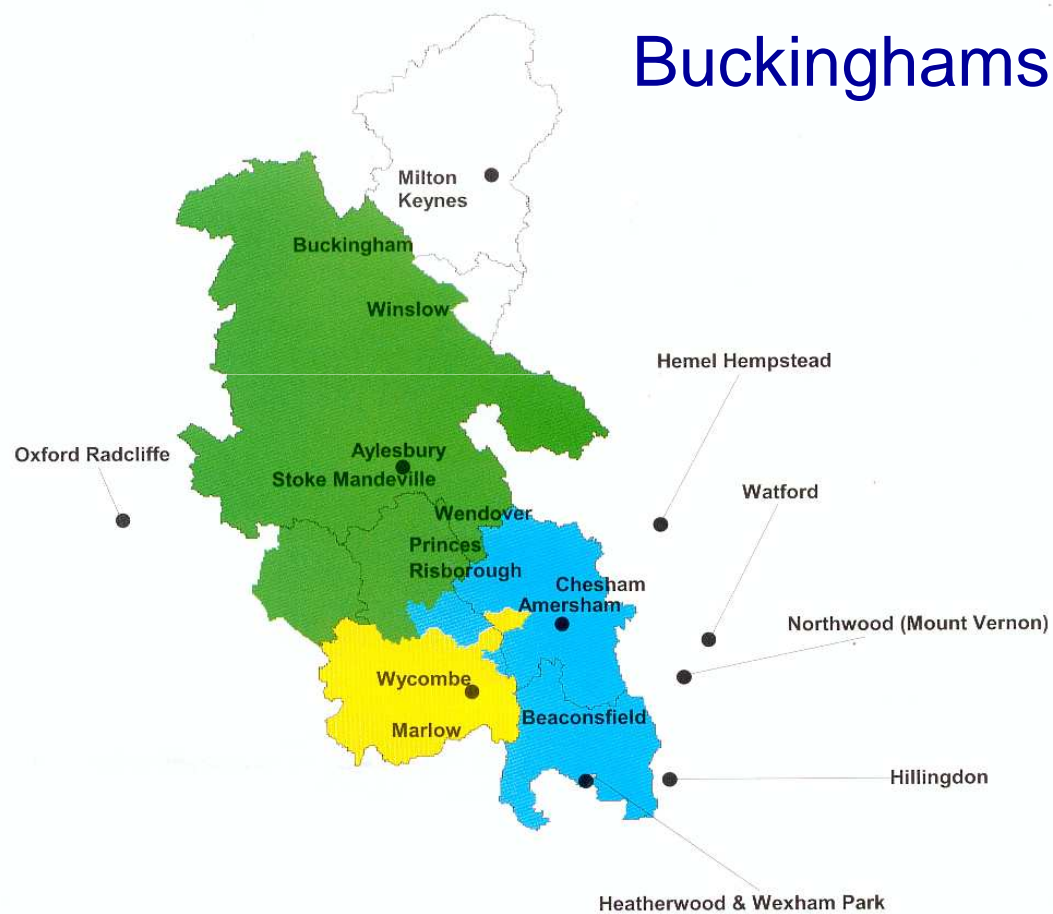 Buckinghams
Milton
Keynes
Buckingham
Winslow
Hemel Hempstead
Oxford Radcliffe
Aylesbury
Stoke Mandeville
Watford
Wendover
Princes
Risborough
Chesham
Amersham
Northwood (Mount Vernon)
Wycombe
Beaconsfield
Marlow
Hillingdon
Heatherwood & Wexham Park